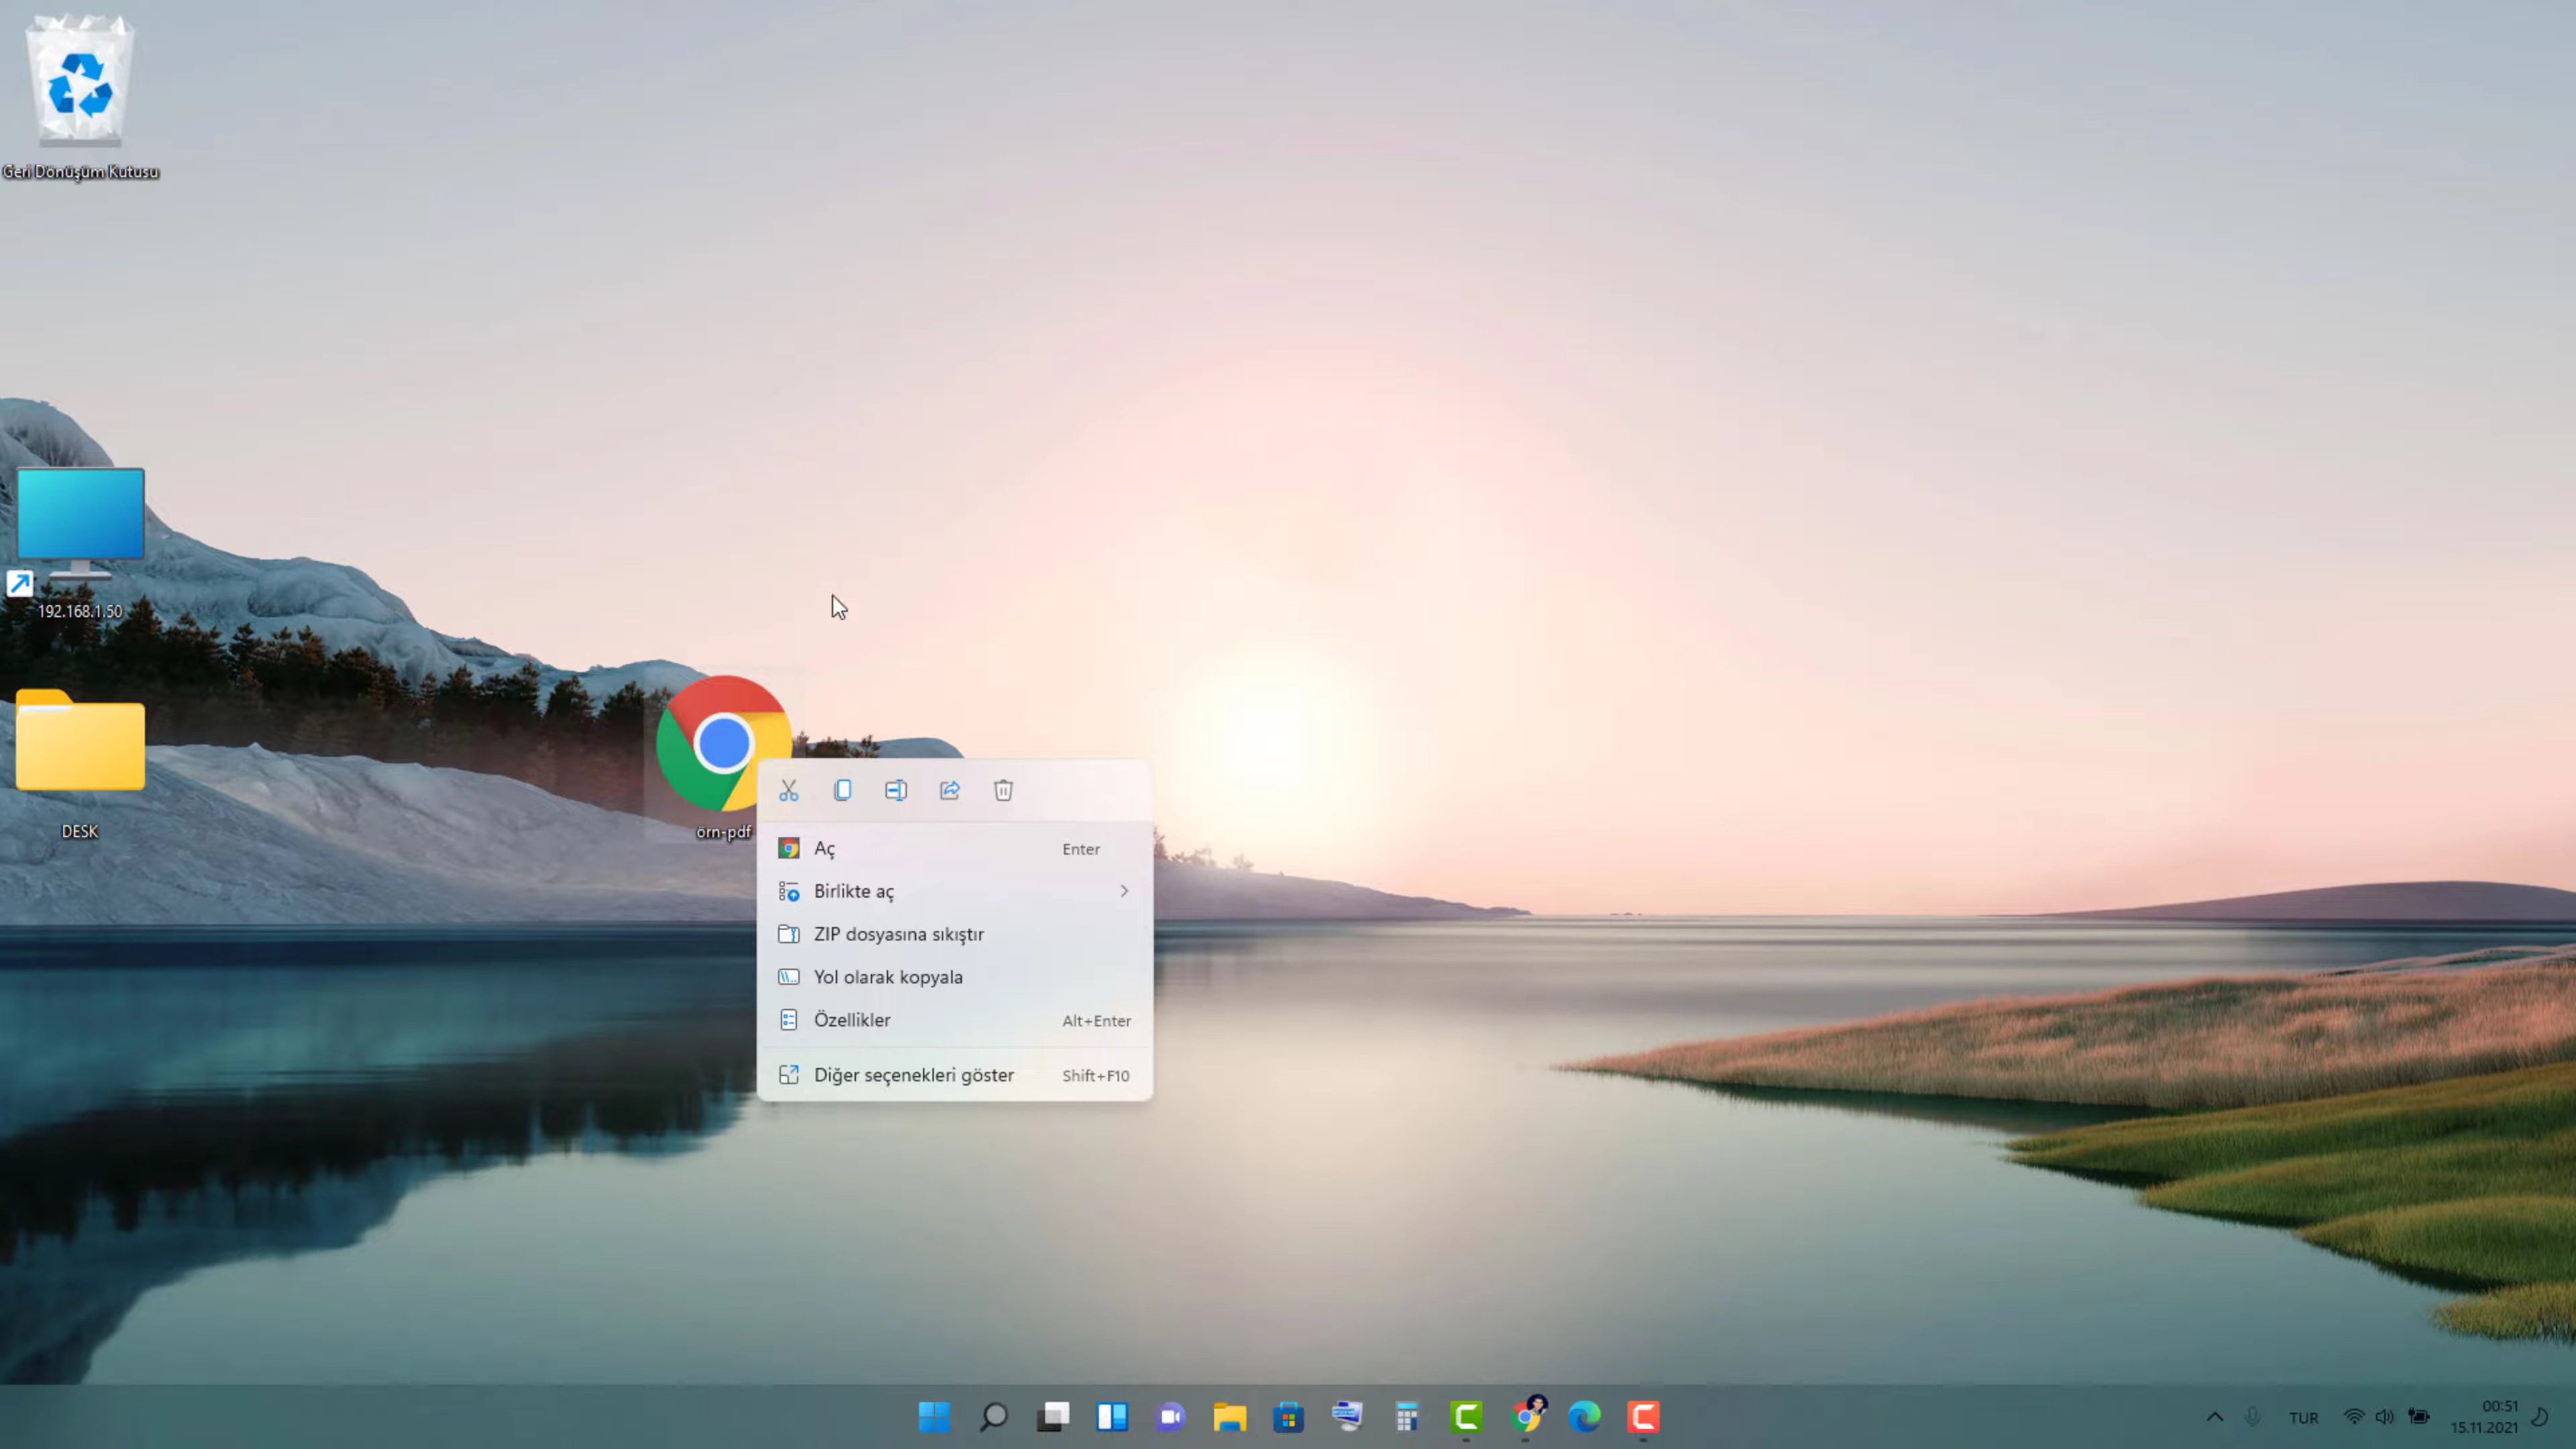 Geri Dönüşüm Kutusu
192.168.1.50
DESK
örn-pdf
Aç Enter
Birlikte aç
ZIP dosyasına sıkıştır
Yol olarak kopyala
Özellikler Alt+Enter
Diğer seçenekleri göster Shift+F10
TUR
00:51
15.11.2021